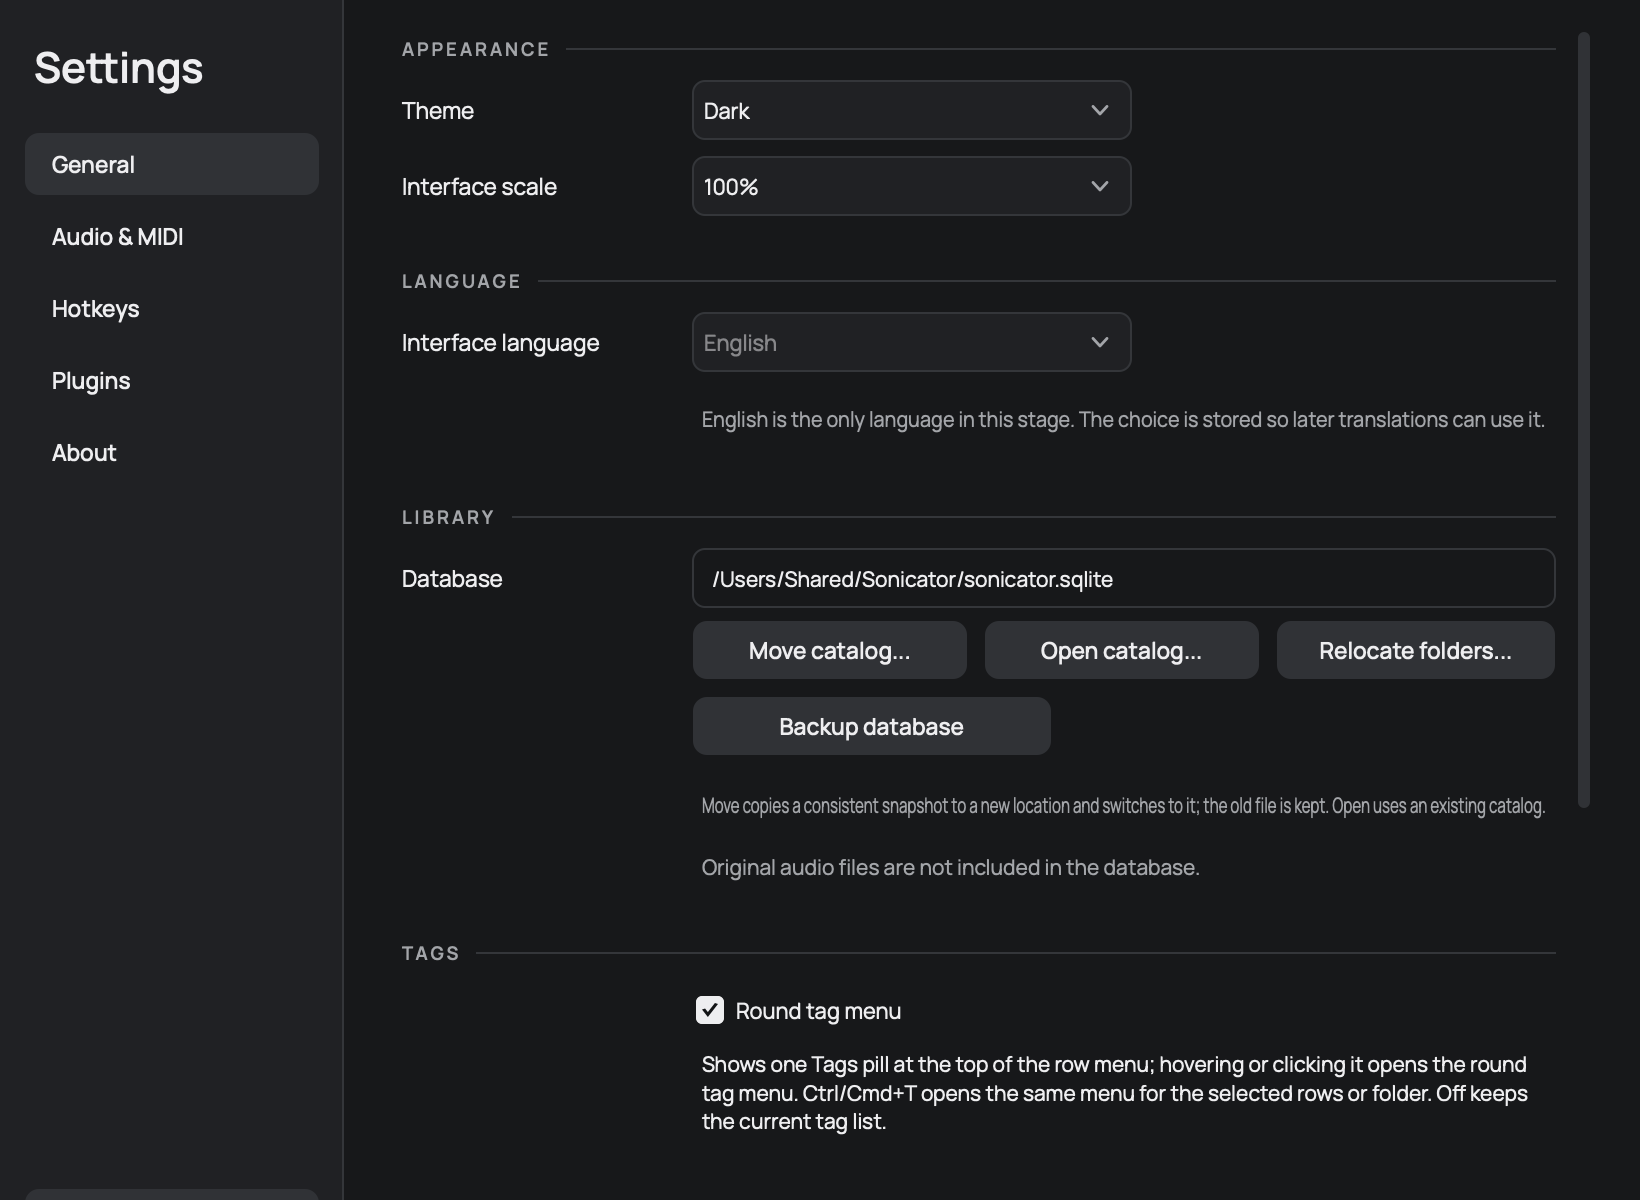 Settings
General
Audio & MIDI
Hotkeys
Plugins
About
APPEARANCE
Theme
Dark
Interface scale
100%
LANGUAGE
Interface language
English
English is the only language in this stage. The choice is stored so later translations can use it.
LIBRARY
Database
/Users/Shared/Sonicator/sonicator.sqlite
Move catalog...
Open catalog...
Relocate folders...
Backup database
Move copies a consistent snapshot to a new location and switches to it; the old file is kept. Open uses an existing catalog.
Original audio files are not included in the database.
TAGS
Round tag menu
Shows one Tags pill at the top of the row menu; hovering or clicking it opens the round
tag menu. Ctrl/Cmd+T opens the same menu for the selected rows or folder. Off keeps
the current tag list.